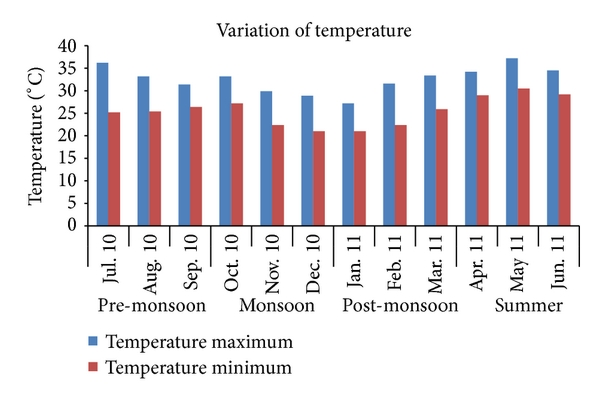 Variation of temperature
Temperature (°C)
40
35
30
25
20
15
10
5
0
Jul. 10
Aug. 10
Sep. 10
Oct. 10
Nov. 10
Dec. 10
Jan. 11
Feb. 11
Mar. 11
Apr. 11
May 11
Jun. 11
Pre-monsoon Monsoon Post-monsoon Summer
Temperature maximum
Temperature minimum